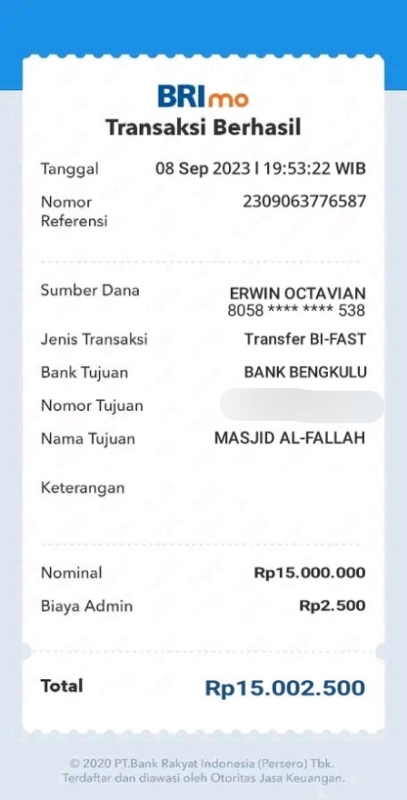 BRImo
Transaksi Berhasil
Tanggal 08 Sep 2023 l 19:53:22 WIB
Nomor Referensi 2309063776587
Sumber Dana ERWIN OCTAVIAN
8058 **** **** 538
Jenis Transaksi Transfer BI-FAST
Bank Tujuan BANK BENGKULU
Nomor Tujuan
Nama Tujuan MASJID AL-FALLAH
Keterangan
Nominal Rp15.000.000
Biaya Admin Rp2.500
Total Rp15.002.500
© 2020 PT.Bank Rakyat Indonesia (Persero) Tbk.
Terdaftar dan diawasi oleh Otoritas Jasa Keuangan.